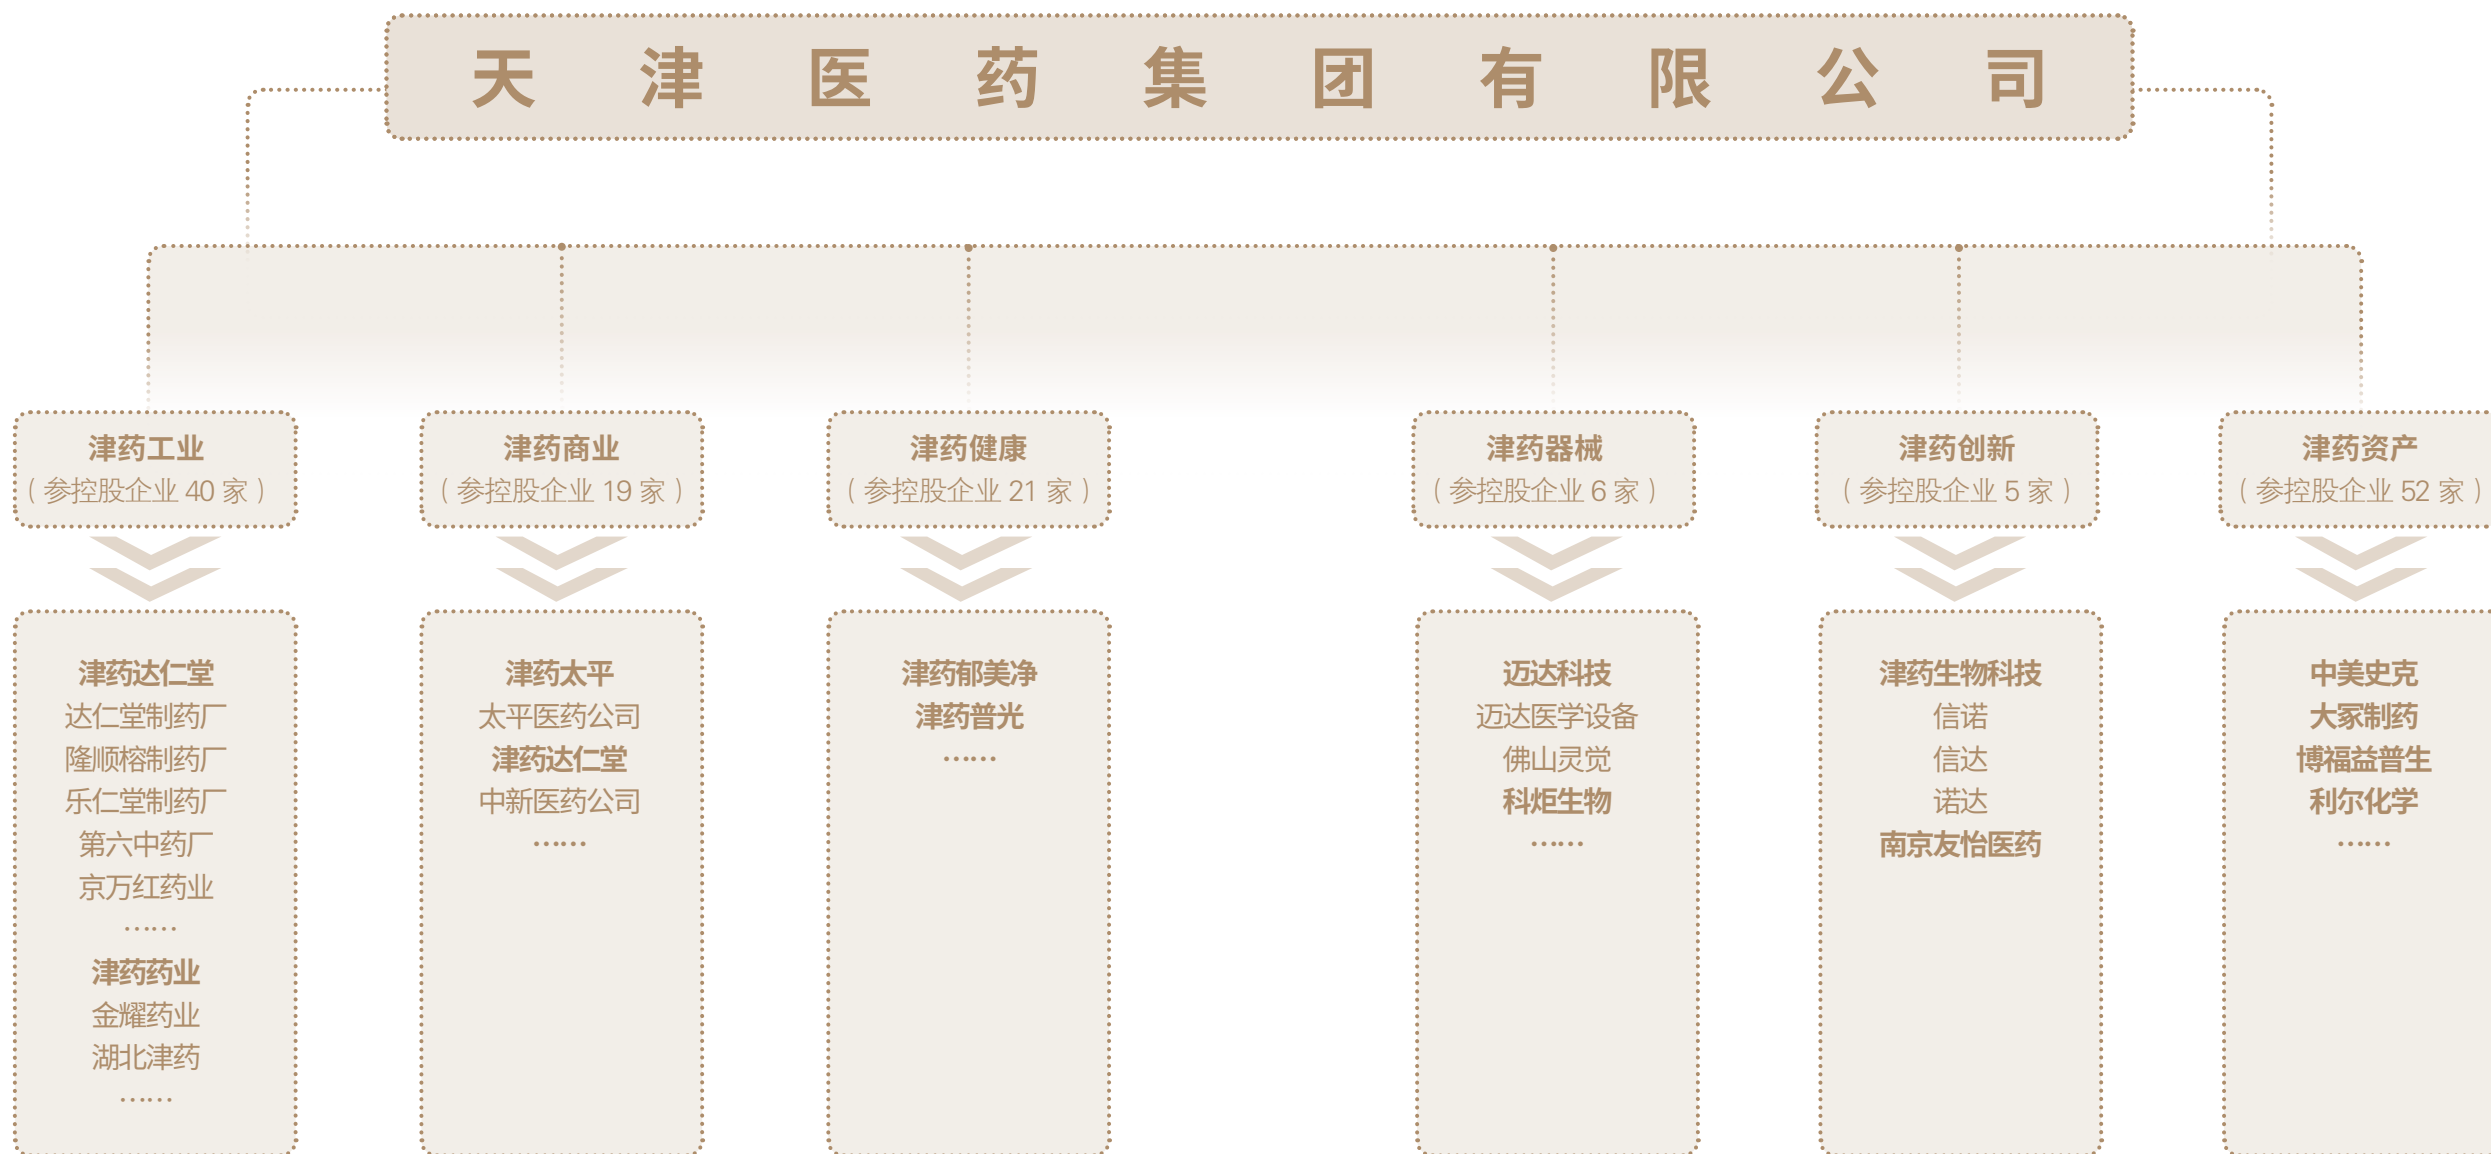 天津医药集团有限公司
津药工业
（参控股企业 40 家）
津药达仁堂
达仁堂制药厂
隆顺榕制药厂
乐仁堂制药厂
第六中药厂
京万红药业
……
津药药业
金耀药业
湖北津药
……
津药商业
（参控股企业 19 家）
津药太平
太平医药公司
津药达仁堂
中新医药公司
……
津药健康
（参控股企业 21 家）
津药郁美净
津药普光
……
津药器械
（参控股企业 6 家）
迈达科技
迈达医学设备
佛山灵觉
科炬生物
……
津药创新
（参控股企业 5 家）
津药生物科技
信诺
信达
诺达
南京友怡医药
津药资产
（参控股企业 52 家）
中美史克
大冢制药
博福益普生
利尔化学
……